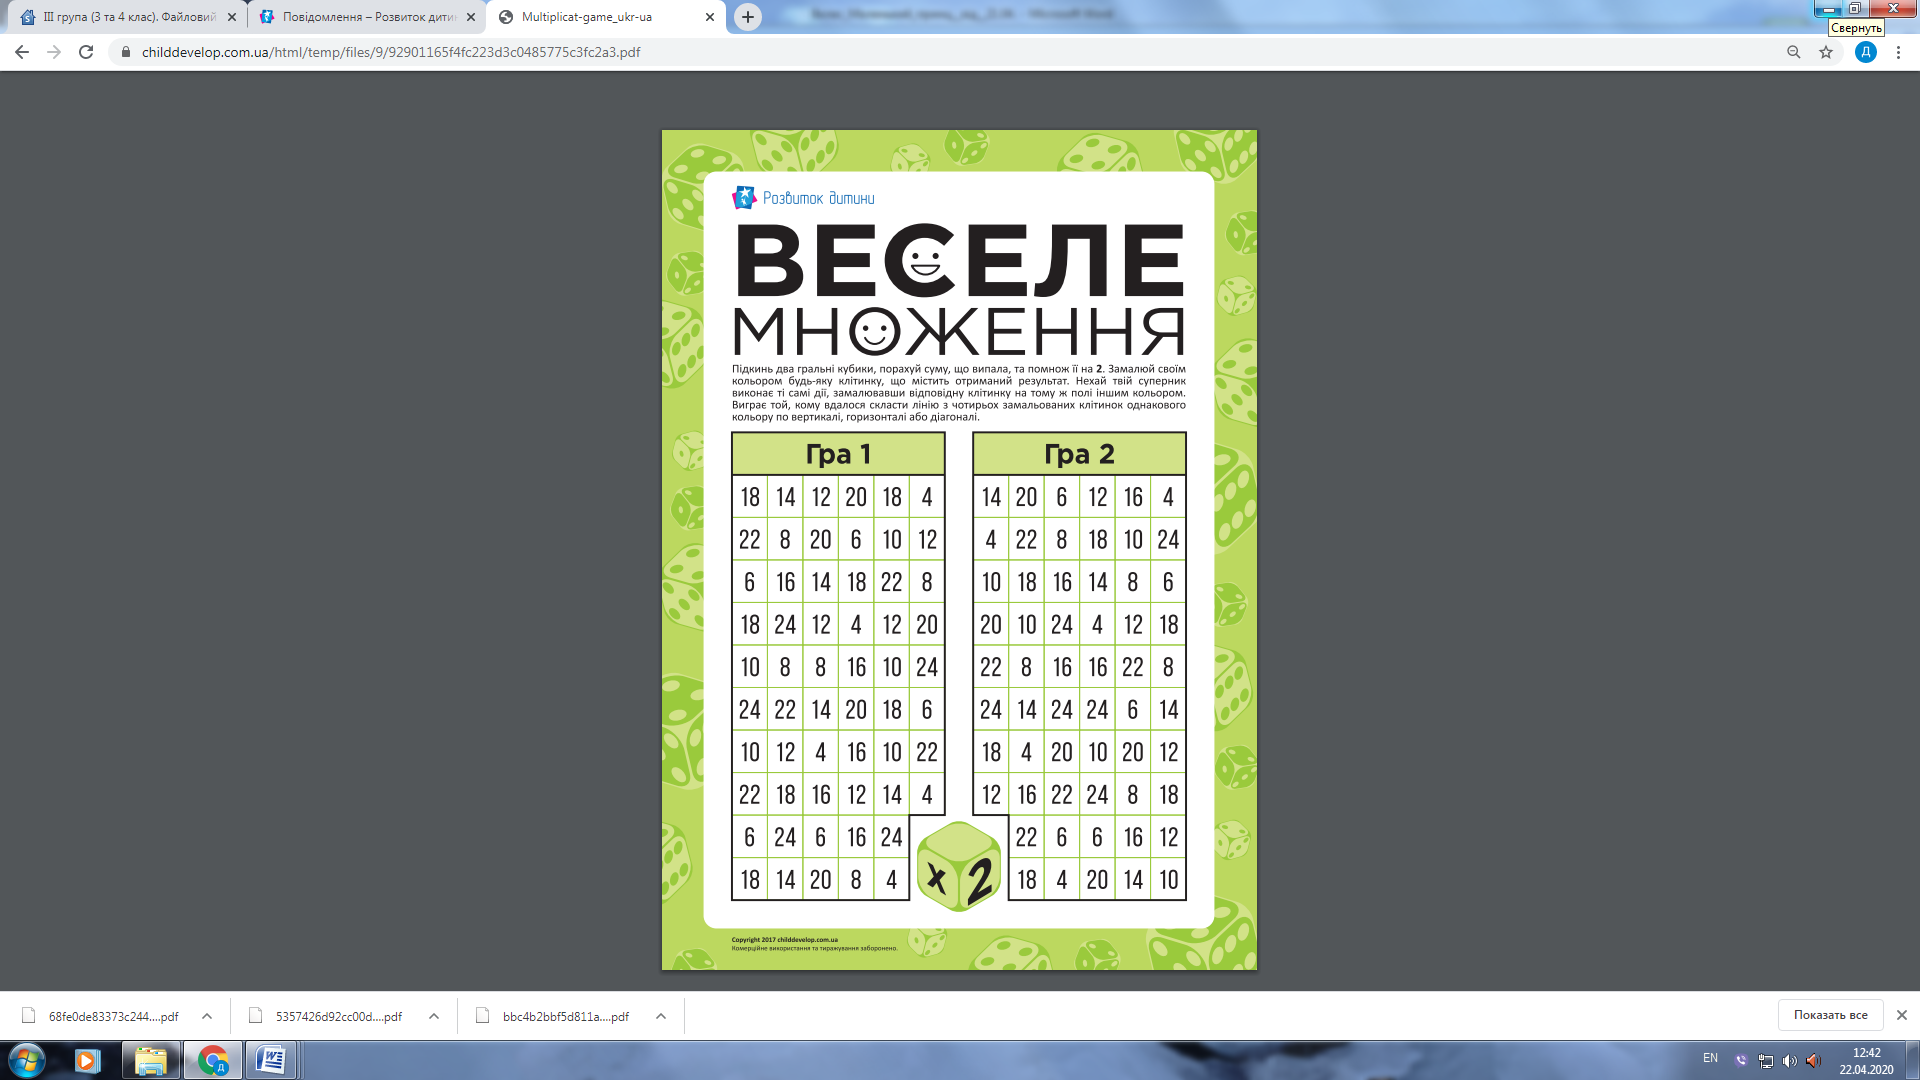 III група (3 та 4 клас). Файловий
Повідомлення – Розвиток дити
Multiplicat-game_ukr-ua
Свернуть
childdevelop.com.ua/html/temp/files/9/92901165f4fc223d3c0485775c3fc2a3.pdf
Д
Розвиток дитини
ВЕСЕЛЕ
МНОЖЕННЯ
Підкинь два гральні кубики, порахуй суму, що випала, та помнож її на 2. Замалюй своїм
кольором будь-яку клітинку, що містить отриманий результат. Нехай твій суперник
виконає ті самі дії, замалювавши відповідну клітинку на тому ж полі іншим кольором.
Виграє той, кому вдалося скласти лінію з чотирьох замальованих клітинок однакового
кольору по вертикалі, горизонталі або діагоналі.
Гра 1
18 14 12 20 18 4
22 8 20 6 10 12
6 16 14 18 22 8
18 24 12 4 12 20
10 8 8 16 10 24
24 22 14 20 18 6
10 12 4 16 10 22
22 18 16 12 14 4
6 24 6 16 24
18 14 20 8 4
Гра 2
14 20 6 12 16 4
4 22 8 18 10 24
10 18 16 14 8 6
20 10 24 4 12 18
22 8 16 16 22 8
24 14 24 24 6 14
18 4 20 10 20 12
12 16 22 24 8 18
22 6 6 16 12
18 4 20 14 10
x 2
Copyright 2017 childdevelop.com.ua
Комерційне використання та тиражування заборонено.
68fe0de83373c244....pdf
5357426d92cc00d....pdf
bbc4b2bbf5d811a....pdf
Показать все
EN
12:42
22.04.2020